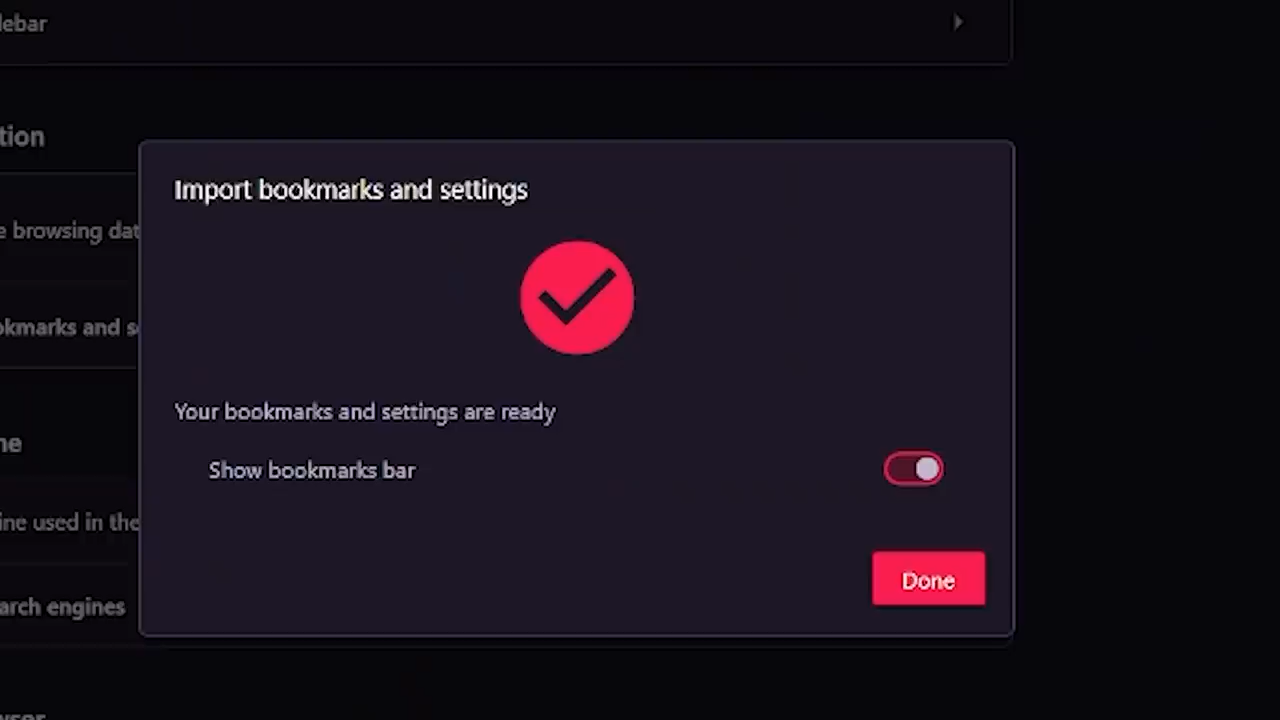 lebar
tion
Import bookmarks and settings
e browsing dat
okmarks and s
Your bookmarks and settings are ready
ne
Show bookmarks bar
ine used in the
Done
arch engines
wser